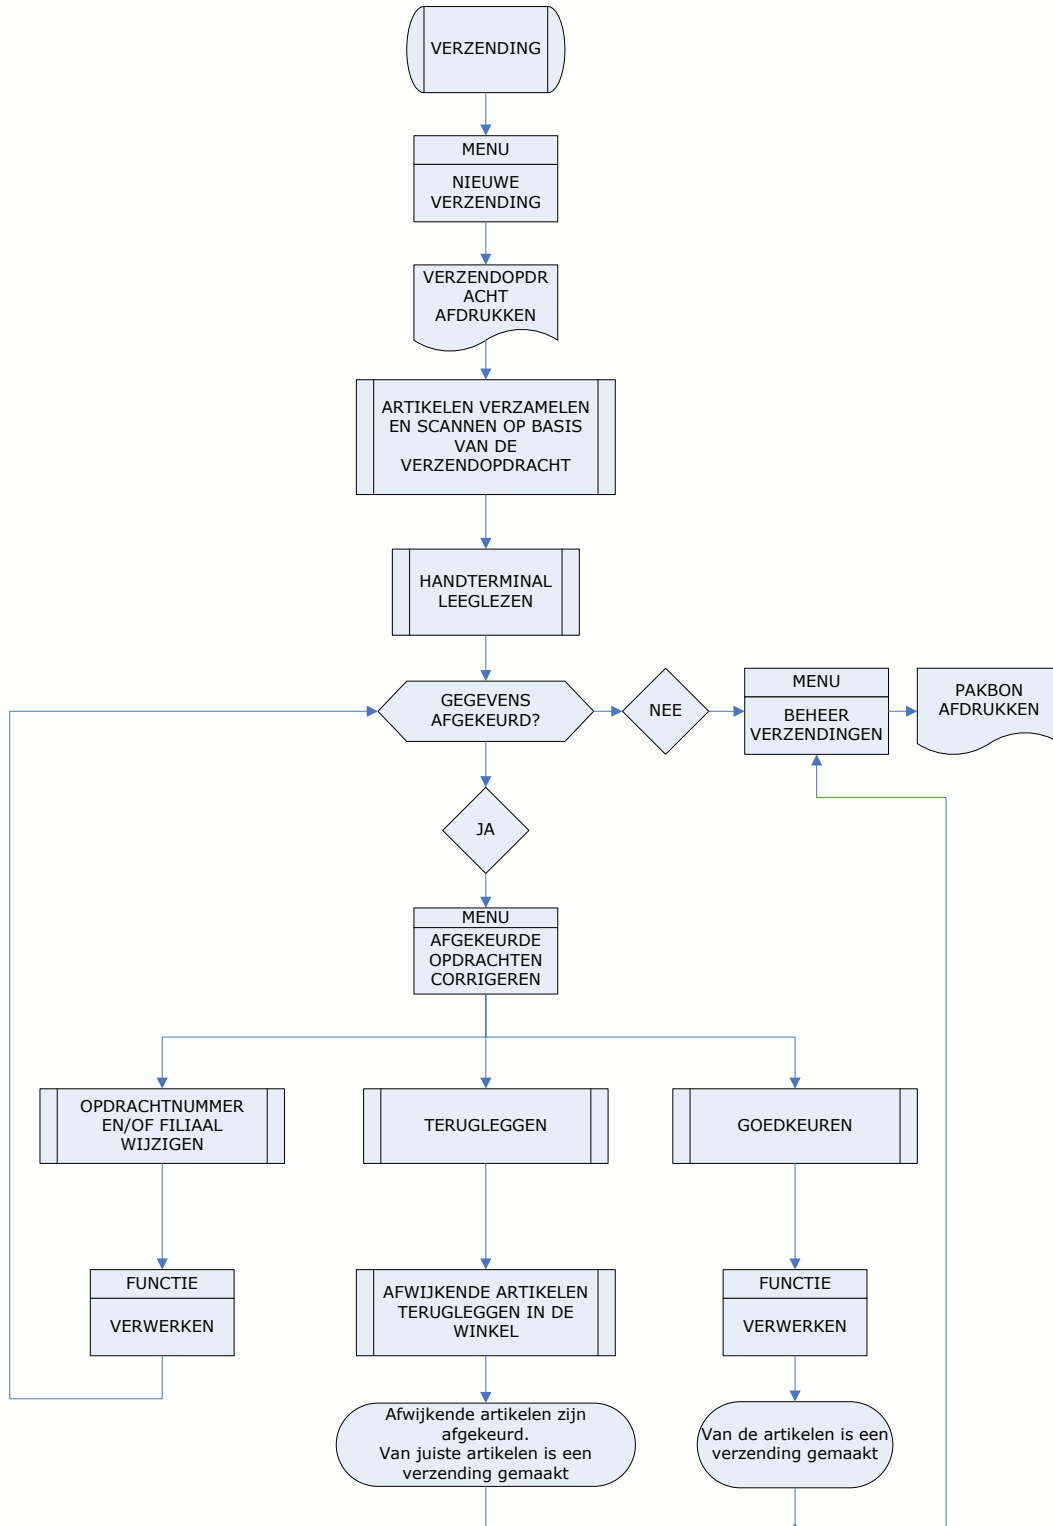 VERZENDING
MENU
NIEUWE
VERZENDING
VERZENDOPDR
ACHT
AFDRUKKEN
ARTIKELEN VERZAMELEN
EN SCANNEN OP BASIS
VAN DE
VERZENDOPDRACHT
HANDTERMINAL
LEEGLEZEN
GEGEVENS
AFGEKEURD?
NEE
MENU
BEHEER
VERZENDINGEN
PAKBON
AFDRUKKEN
JA
MENU
AFGEKEURDE
OPDRACHTEN
CORRIGEREN
OPDRACHTNUMMER
EN/OF FILIAAL
WIJZIGEN
TERUGLEGGEN
GOEDKEUREN
FUNCTIE
VERWERKEN
AFWIJKENDE ARTIKELEN
TERUGLEGGEN IN DE
WINKEL
FUNCTIE
VERWERKEN
Afwijkende artikelen zijn
afgekeurd.
Van juiste artikelen is een
verzending gemaakt
Van de artikelen is een
verzending gemaakt